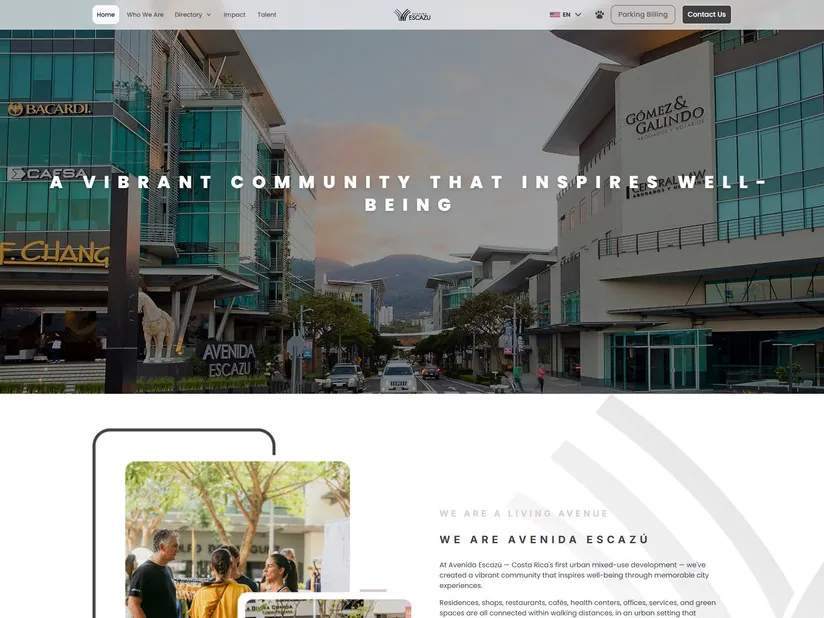 Home
Who We Are
Directory
Impact
Talent
ESCAZU
EN
Parking Billing
Contact Us
BACARDI.
CAFSA
F. CHANG
AVENIDA
ESCAZU
GÓMEZ &
GALINDO
ABOGADOS Y NOTARIOS
A VIBRANT COMMUNITY THAT INSPIRES WELL-
BEING
WE ARE A LIVING AVENUE
WE ARE AVENIDA ESCAZÚ
At Avenida Escazú — Costa Rica's first urban mixed-use development — we've
created a vibrant community that inspires well-being through memorable city
experiences.
Residences, shops, restaurants, cafés, health centers, offices, services, and green
spaces are all connected within walking distances, in an urban setting that